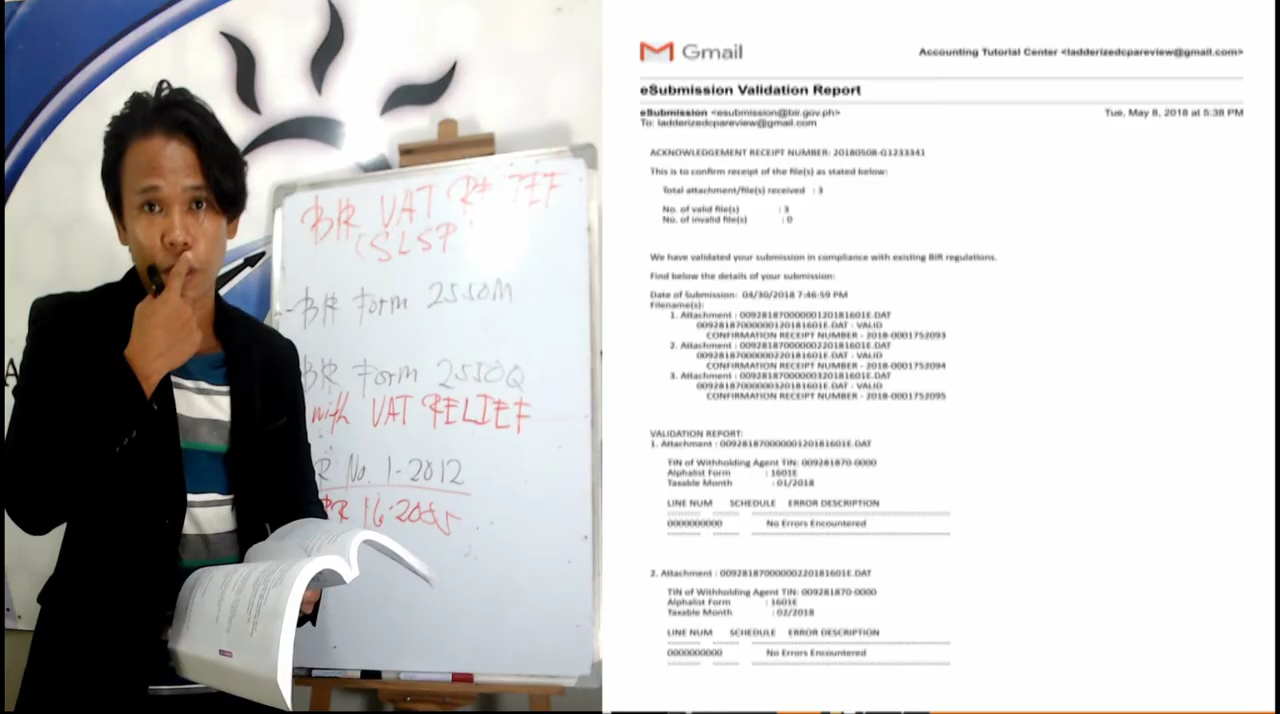 BIR VAT RELIEF
(SLSP
- BIR Form 2550M
BIR Form 2550Q
with VAT RELIEF
R No. 1-2012
RR 16-2005
A
Gmail
Accounting Tutorial Center <ladderizedcpareview@gmail.com>
eSubmission Validation Report
eSubmission <esubmission@bir.gov.ph>
Tue, May 8, 2018 at 5:38 PM
To: ladderizedcpareview@gmail.com
ACKNOWLEDGEMENT RECEIPT NUMBER: 20180508-G1233341
This is to confirm receipt of the file(s) as stated below:
Total attachment/file(s) received : 3
No. of valid file(s) : 3
No. of invalid file(s) : 0
We have validated your submission in compliance with existing BIR regulations.
Find below the details of your submission:
Date of Submission: 04/30/2018 7:46:59 PM
Filename(s):
1. Attachment : 00928187000000120181601E.DAT
00928187000000120181601E.DAT - VALID
CONFIRMATION RECEIPT NUMBER - 2018-0001752093
2. Attachment : 00928187000000220181601E.DAT
00928187000000220181601E.DAT - VALID
CONFIRMATION RECEIPT NUMBER - 2018-0001752094
3. Attachment : 00928187000000320181601E.DAT
00928187000000320181601E.DAT - VALID
CONFIRMATION RECEIPT NUMBER - 2018-0001752095
VALIDATION REPORT:
1. Attachment : 00928187000000120181601E.DAT
TIN of Withholding Agent TIN: 009281870-0000
Alphalist Form : 1601E
Taxable Month : 01/2018
LINE NUM SCHEDULE ERROR DESCRIPTION
0000000000 No Errors Encountered
2. Attachment : 00928187000000220181601E.DAT
TIN of Withholding Agent TIN: 009281870-0000
Alphalist Form : 1601E
Taxable Month : 02/2018
LINE NUM SCHEDULE ERROR DESCRIPTION
0000000000 No Errors Encountered